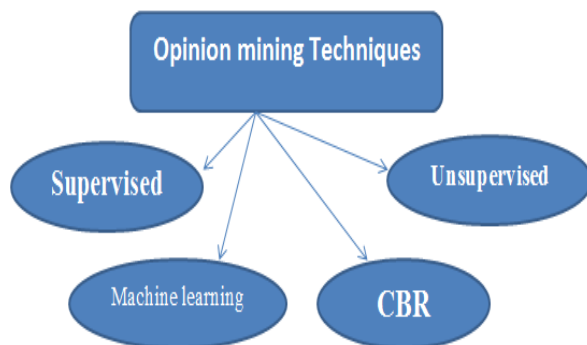 Opinion mining Techniques
Supervised
Unsupervised
Machine learning
CBR